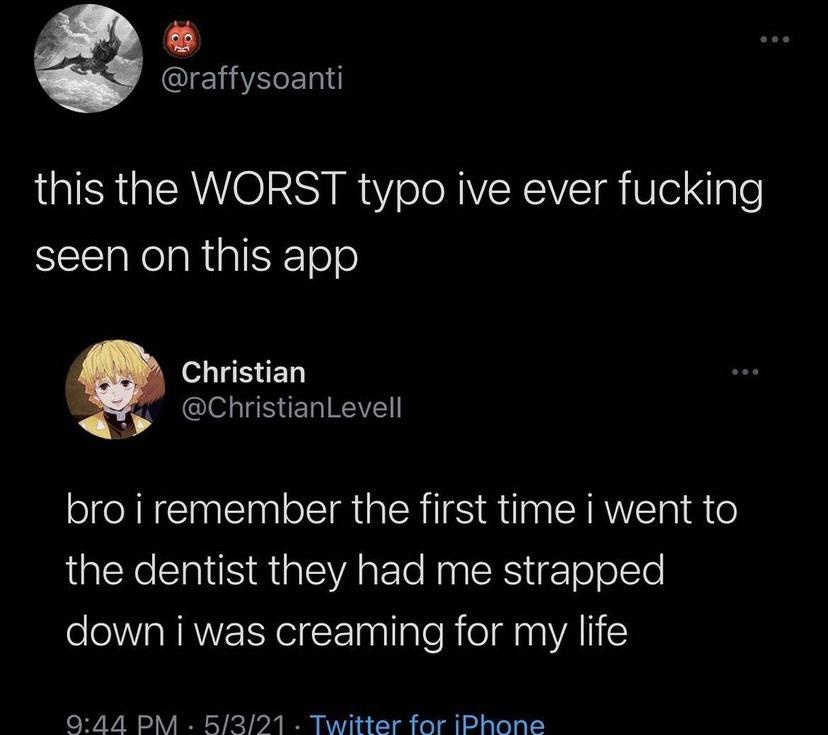 @raffysoanti
this the WORST typo ive ever fucking
seen on this app
Christian
@ChristianLevell
bro i remember the first time i went to
the dentist they had me strapped
down i was creaming for my life
9:44 PM · 5/3/21 · Twitter for iPhone